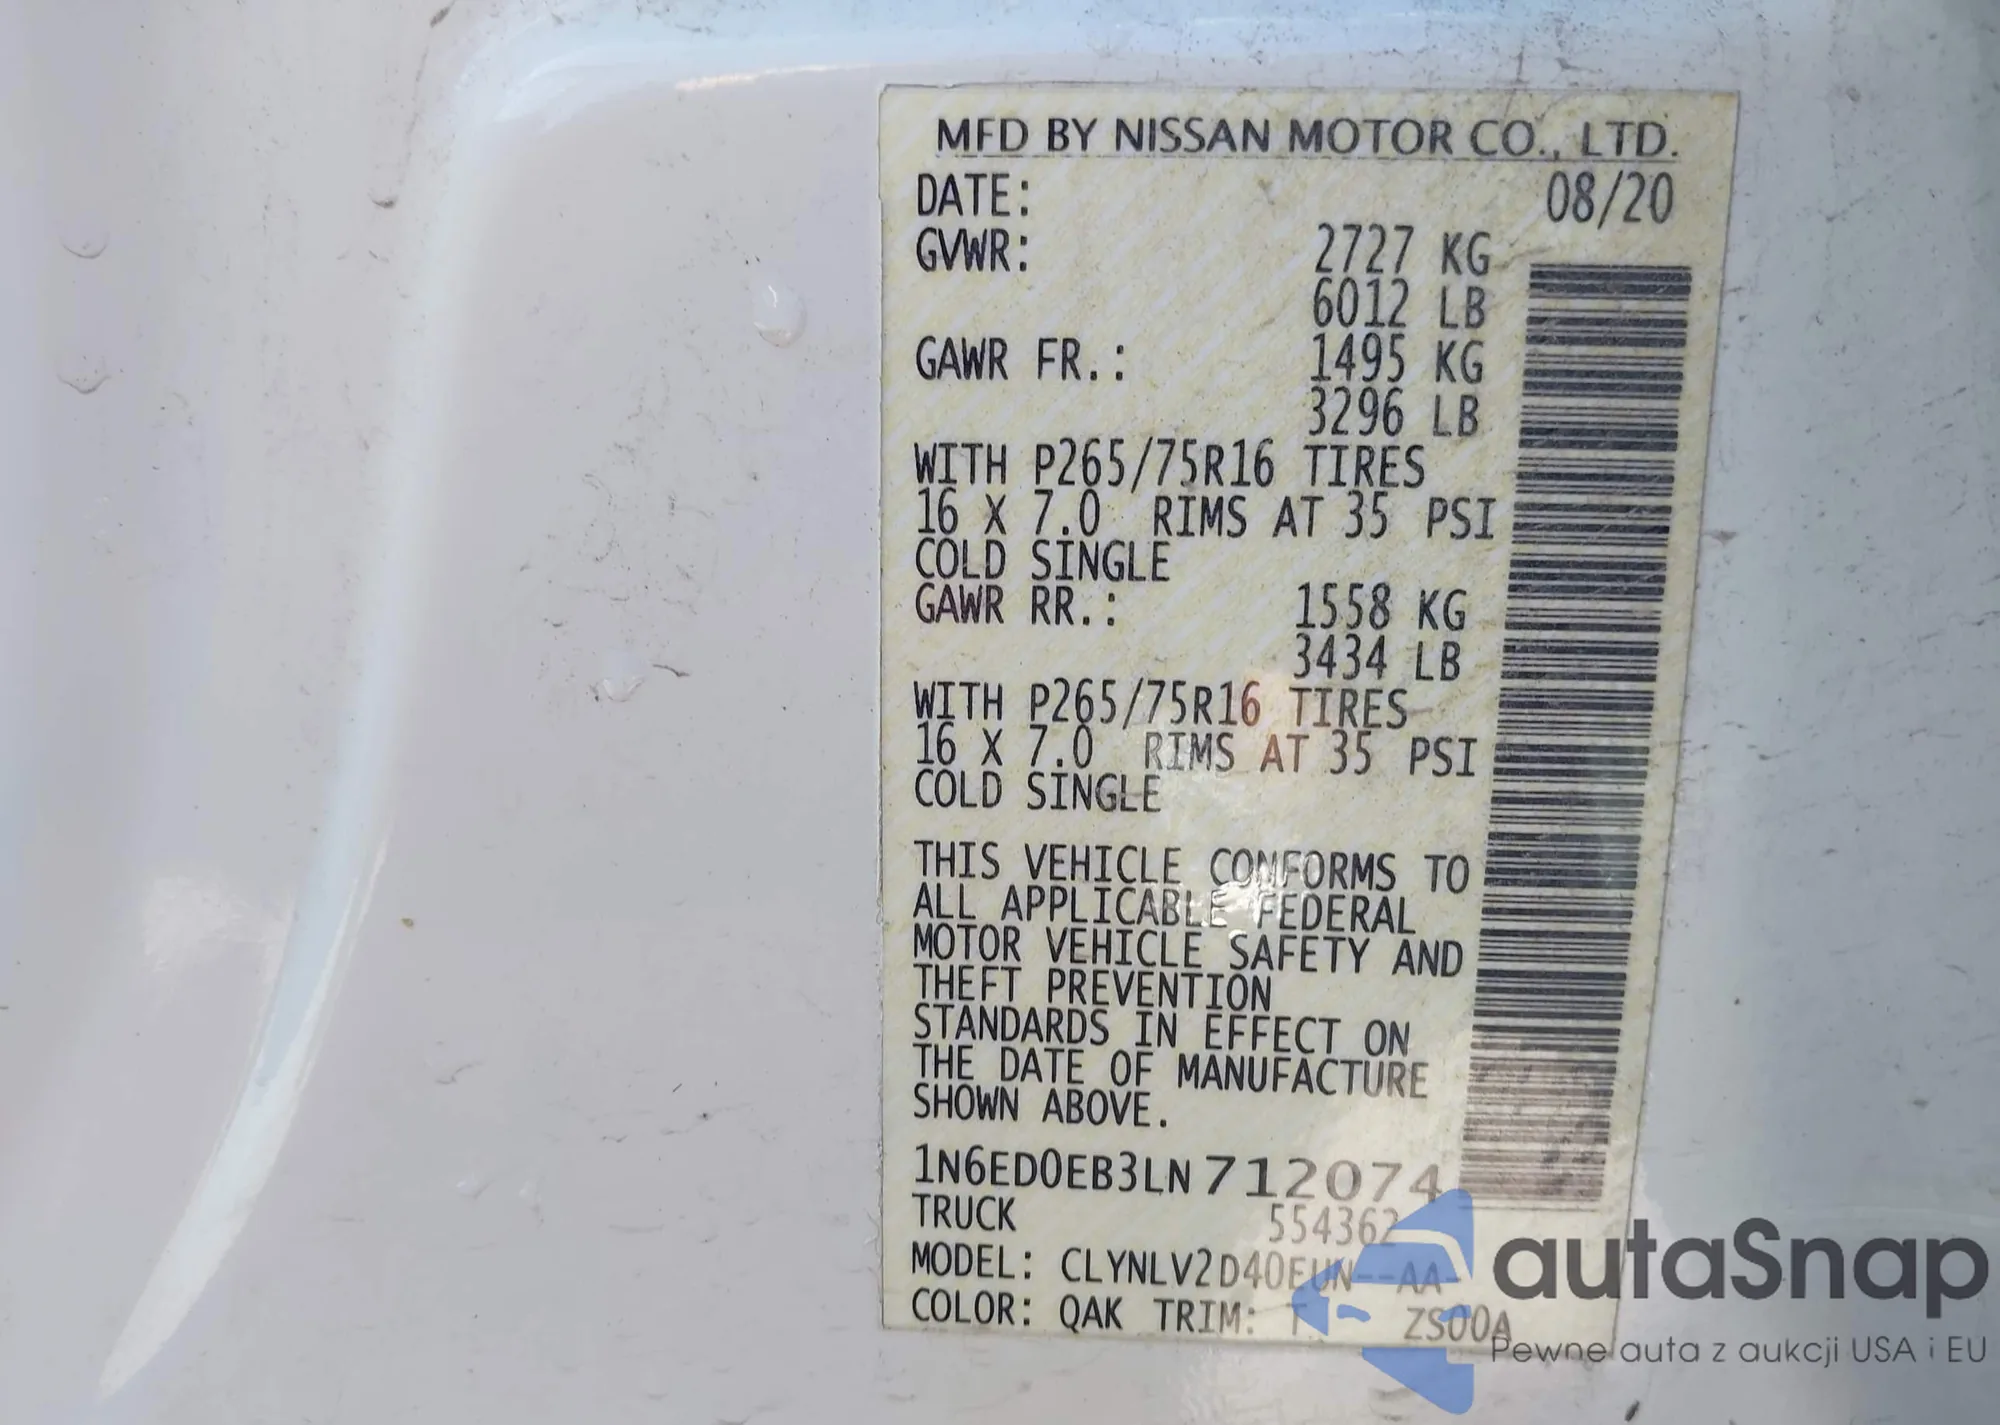 MFD BY NISSAN MOTOR CO., LTD.
DATE: 08/20
GVWR: 2727 KG
6012 LB
GAWR FR.: 1495 KG
3296 LB
WITH P265/75R16 TIRES
16 X 7.0 RIMS AT 35 PSI
COLD SINGLE
GAWR RR.: 1558 KG
3434 LB
WITH P265/75R16 TIRES
16 X 7.0 RIMS AT 35 PSI
COLD SINGLE
THIS VEHICLE CONFORMS TO
ALL APPLICABLE FEDERAL
MOTOR VEHICLE SAFETY AND
THEFT PREVENTION
STANDARDS IN EFFECT ON
THE DATE OF MANUFACTURE
SHOWN ABOVE.
1N6ED0EB3LN712074
TRUCK 554362
MODEL: CLYNLV2D40EUN--AA-
COLOR: QAK TRIM: ZS00A
autaSnap
Pewne auta z aukcji USA i EU